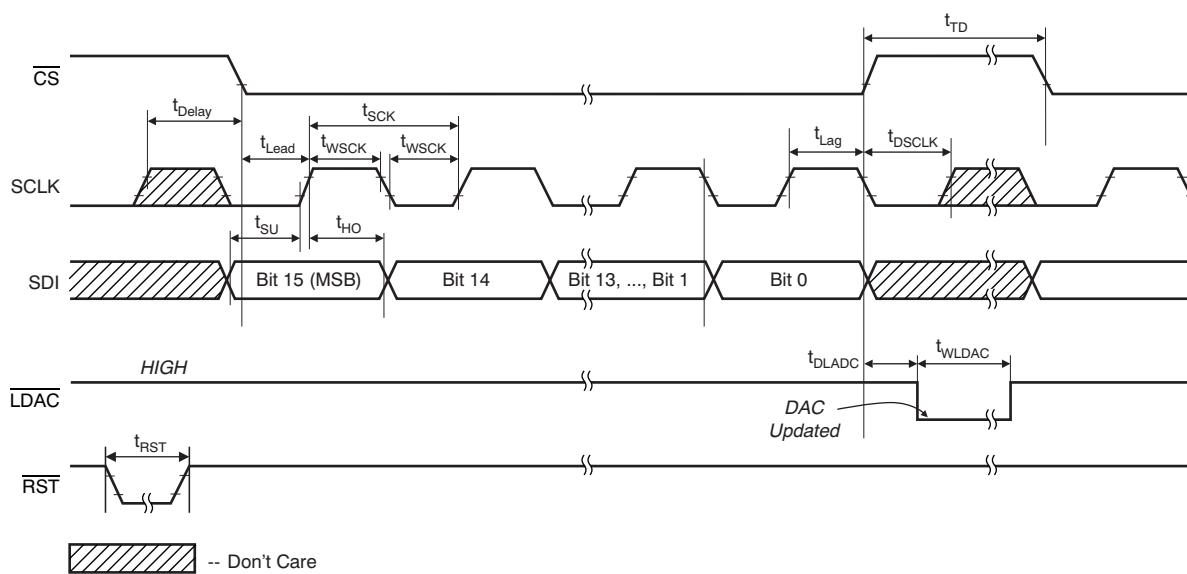 t_TD
CS
t_Delay
t_SCK
t_Lead
t_WSCK
t_WSCK
t_Lag
t_DSCLK
SCLK
t_SU
t_HO
SDI
Bit 15 (MSB)
Bit 14
Bit 13, ..., Bit 1
Bit 0
HIGH
t_DLADC
t_WLDAC
LDAC
DAC
Updated
t_RST
RST
-- Don't Care